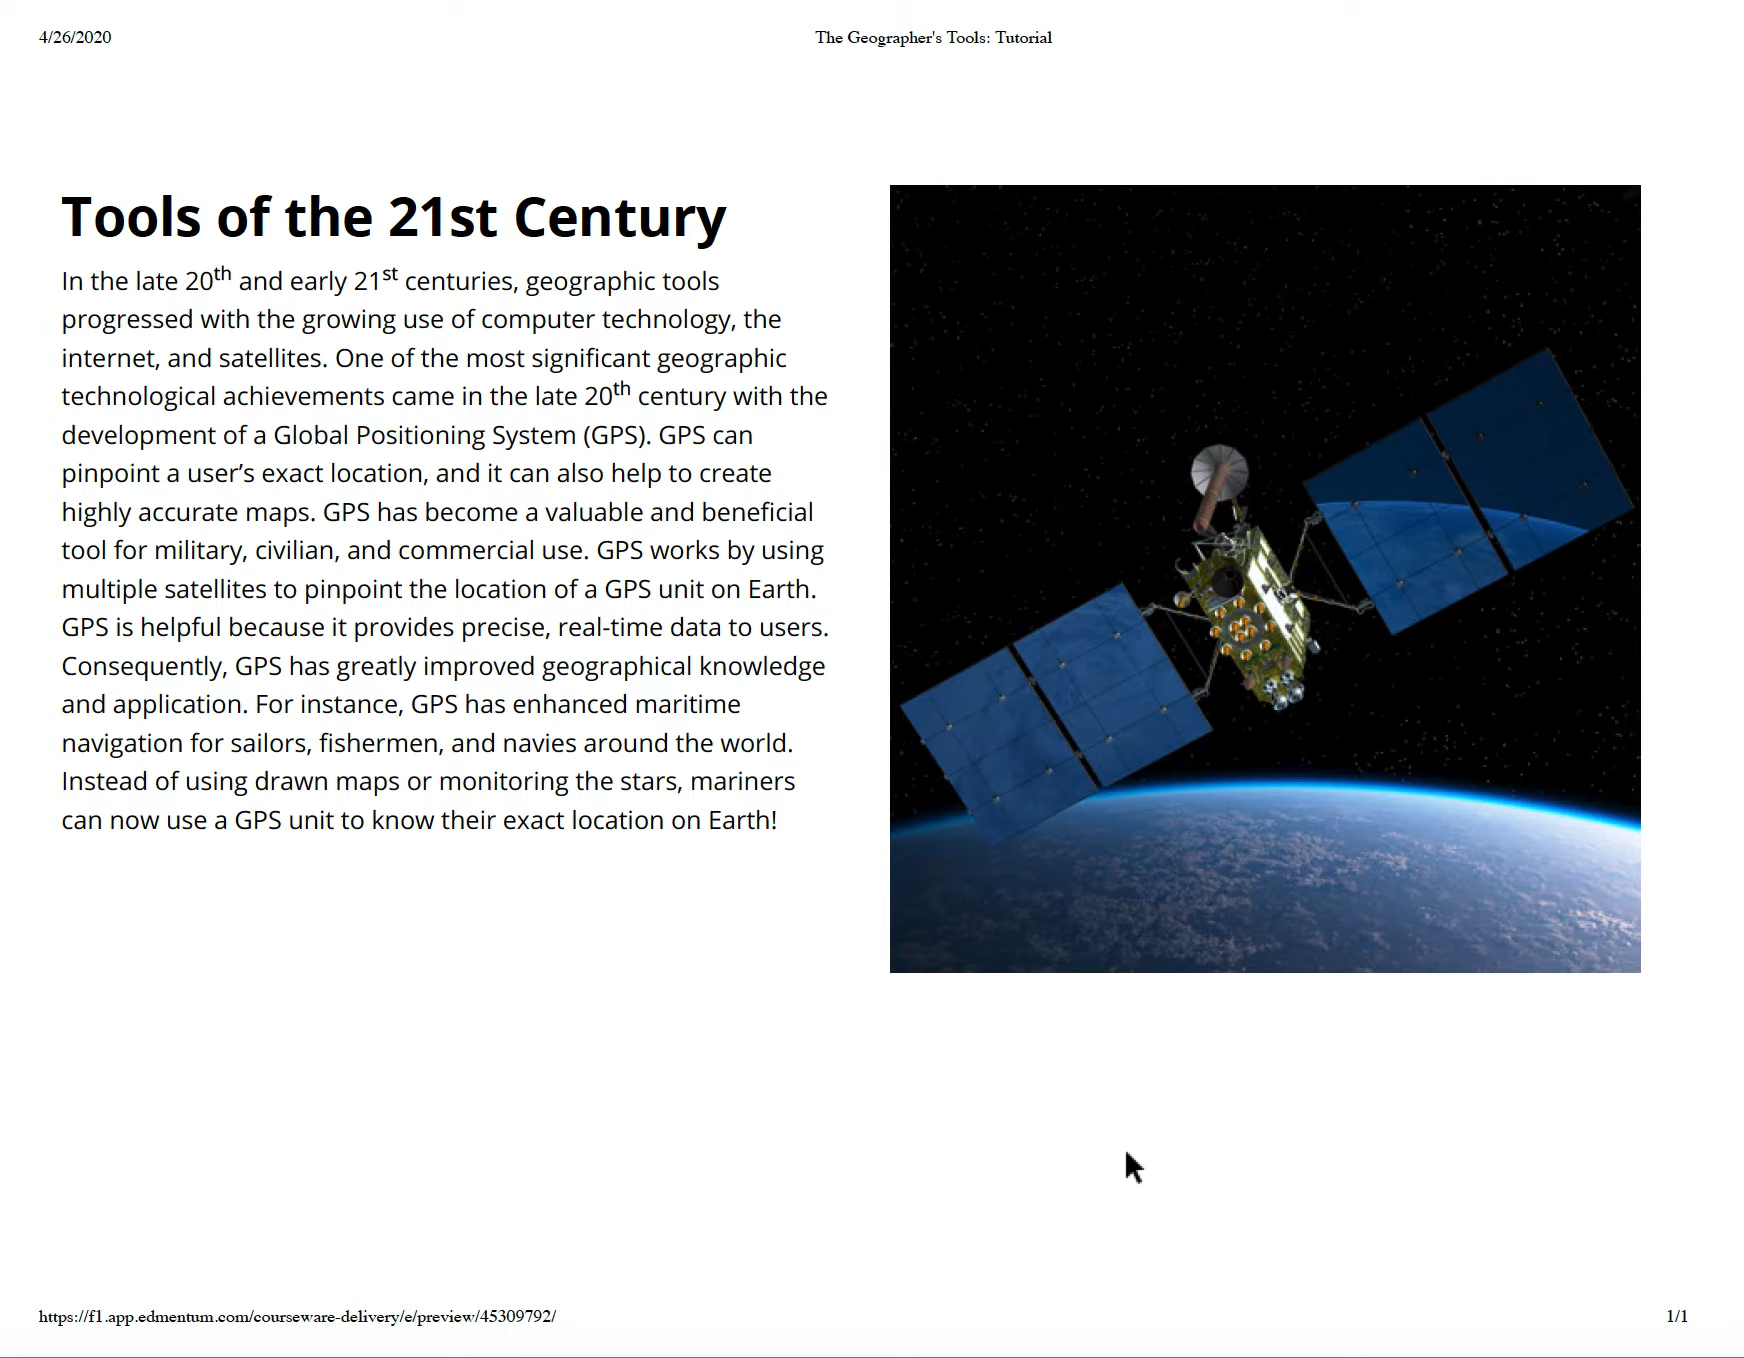 4/26/2020
The Geographer's Tools: Tutorial
Tools of the 21st Century
In the late 20th and early 21st centuries, geographic tools
progressed with the growing use of computer technology, the
internet, and satellites. One of the most significant geographic
technological achievements came in the late 20th century with the
development of a Global Positioning System (GPS). GPS can
pinpoint a user’s exact location, and it can also help to create
highly accurate maps. GPS has become a valuable and beneficial
tool for military, civilian, and commercial use. GPS works by using
multiple satellites to pinpoint the location of a GPS unit on Earth.
GPS is helpful because it provides precise, real-time data to users.
Consequently, GPS has greatly improved geographical knowledge
and application. For instance, GPS has enhanced maritime
navigation for sailors, fishermen, and navies around the world.
Instead of using drawn maps or monitoring the stars, mariners
can now use a GPS unit to know their exact location on Earth!
https://f1.app.edmentum.com/courseware-delivery/e/preview/45309792/
1/1